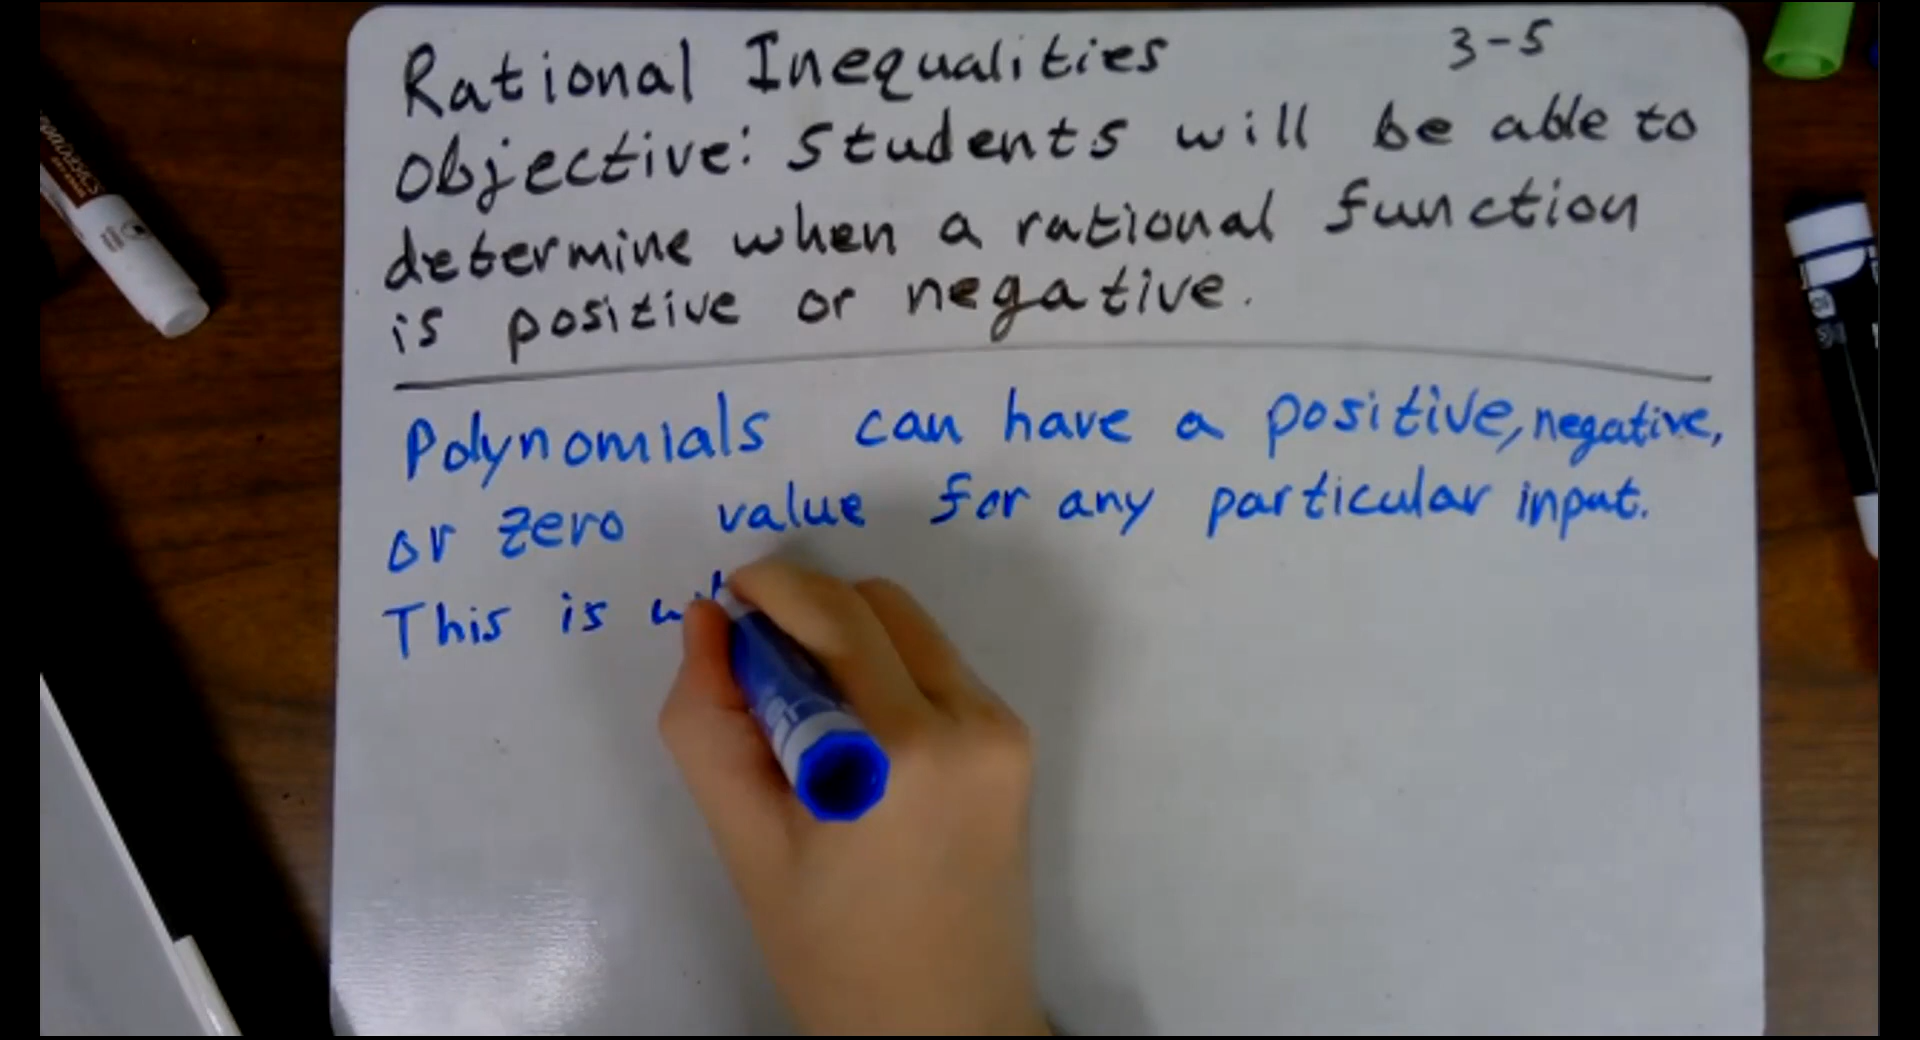 Rational Inequalities 3-5
Objective: Students will be able to
determine when a rational function
is positive or negative.
Polynomials can have a positive, negative,
or zero value for any particular input.
This is